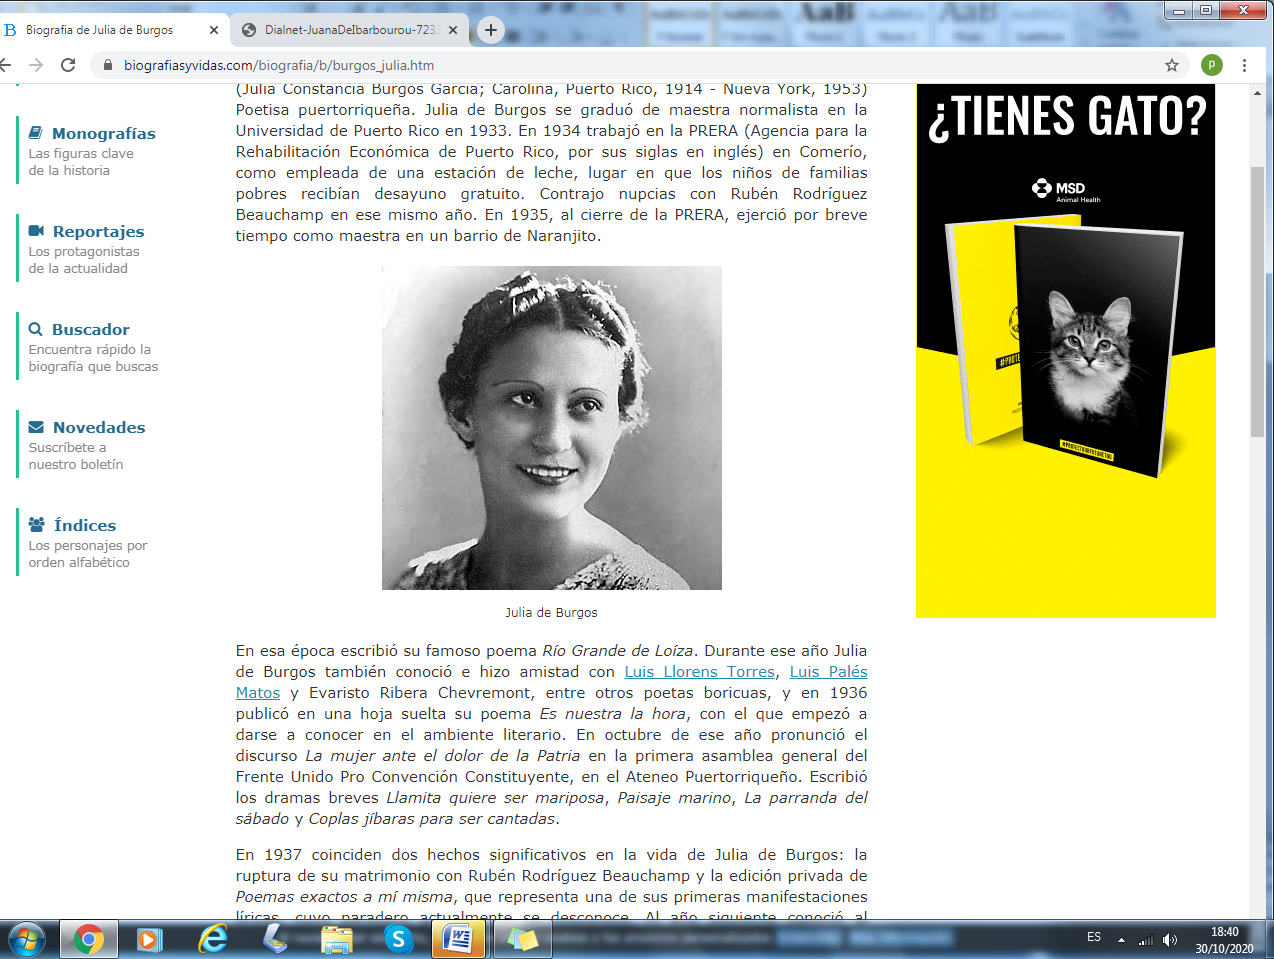 Biografia de Julia de Burgos
Dialnet-JuanaDeIbarbourou-723
biografiasyvidas.com/biografia/b/burgos_julia.htm
p
Monografías
Las figuras clave
de la historia
Reportajes
Los protagonistas
de la actualidad
Buscador
Encuentra rápido la
biografía que buscas
Novedades
Suscríbete a
nuestro boletín
Índices
Los personajes por
orden alfabético
(Julia Constancia Burgos García; Carolina, Puerto Rico, 1914 - Nueva York, 1953)
Poetisa puertorriqueña. Julia de Burgos se graduó de maestra normalista en la
Universidad de Puerto Rico en 1933. En 1934 trabajó en la PRERA (Agencia para la
Rehabilitación Económica de Puerto Rico, por sus siglas en inglés) en Comerío,
como empleada de una estación de leche, lugar en que los niños de familias
pobres recibían desayuno gratuito. Contrajo nupcias con Rubén Rodríguez
Beauchamp en ese mismo año. En 1935, al cierre de la PRERA, ejerció por breve
tiempo como maestra en un barrio de Naranjito.
Julia de Burgos
En esa época escribió su famoso poema Río Grande de Loíza. Durante ese año Julia
de Burgos también conoció e hizo amistad con Luis Llorens Torres, Luis Palés
Matos y Evaristo Ribera Chevremont, entre otros poetas boricuas, y en 1936
publicó en una hoja suelta su poema Es nuestra la hora, con el que empezó a
darse a conocer en el ambiente literario. En octubre de ese año pronunció el
discurso La mujer ante el dolor de la Patria en la primera asamblea general del
Frente Unido Pro Convención Constituyente, en el Ateneo Puertorriqueño. Escribió
los dramas breves Llamita quiere ser mariposa, Paisaje marino, La parranda del
sábado y Coplas jíbaras para ser cantadas.
En 1937 coinciden dos hechos significativos en la vida de Julia de Burgos: la
ruptura de su matrimonio con Rubén Rodríguez Beauchamp y la edición privada de
Poemas exactos a mí misma, que representa una de sus primeras manifestaciones
líricas, cuyo paradero actualmente se desconoce. Al año siguiente conoció al
¿TIENES GATO?
MSD
Animal Health
#PROTECTOURFUTURETOO
ES
18:40
30/10/2020